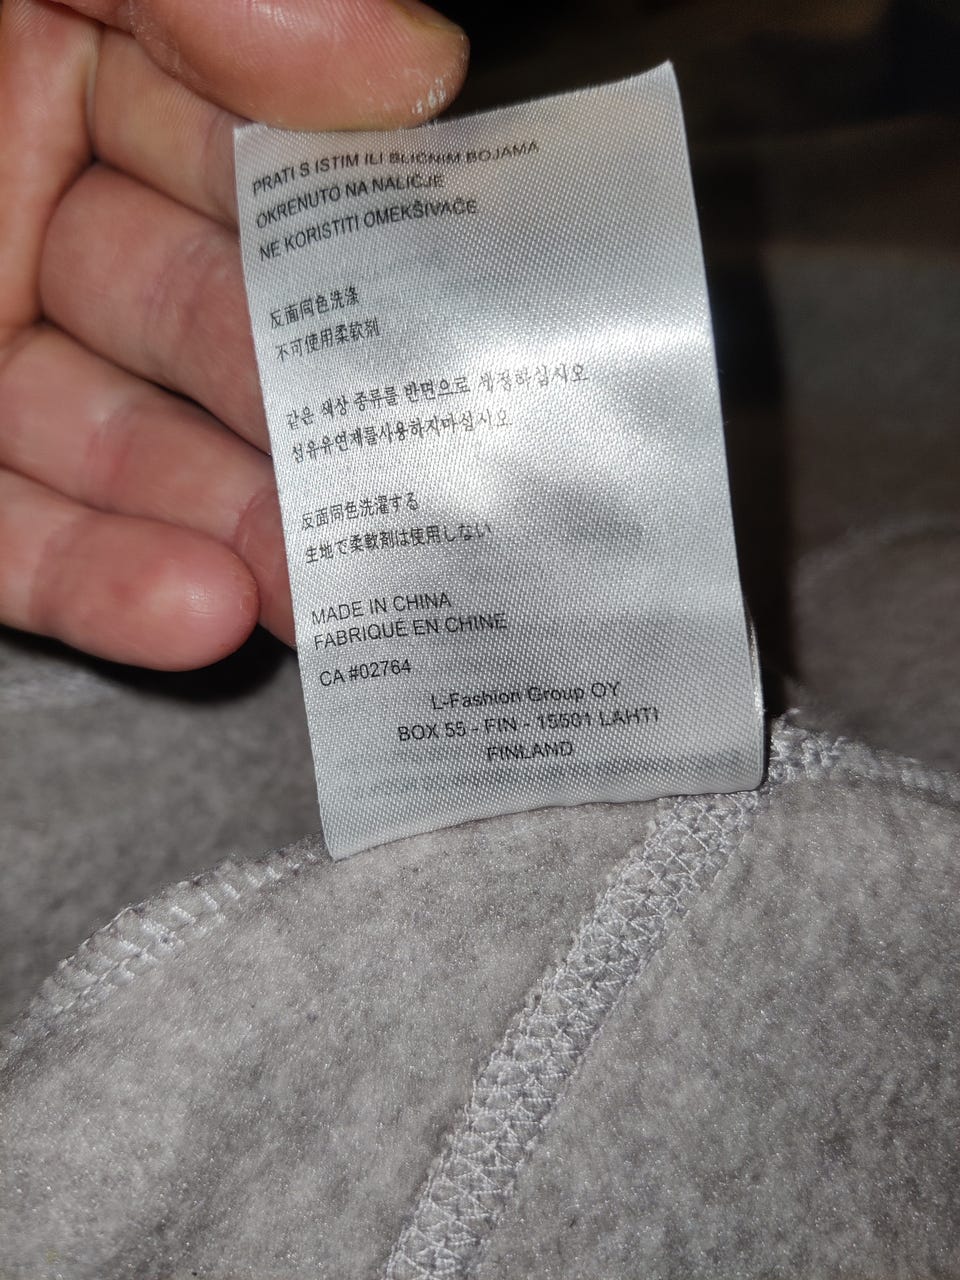 PRATI S ISTIM ILI SLIČNIM BOJAMA
OKRENUTO NA NALIČJE
NE KORISTITI OMEKŠIVAČE
反面同色洗涤
不可使用柔软剂
같은 색상 종류를 반면으로 세정하십시오
섬유유연제를사용하지마십시오
反面同色洗濯する
生地で柔軟剤は使用しない
MADE IN CHINA
FABRIQUE EN CHINE
CA #02764
L-Fashion Group OY
BOX 55 - FIN - 15501 LAHTI
FINLAND